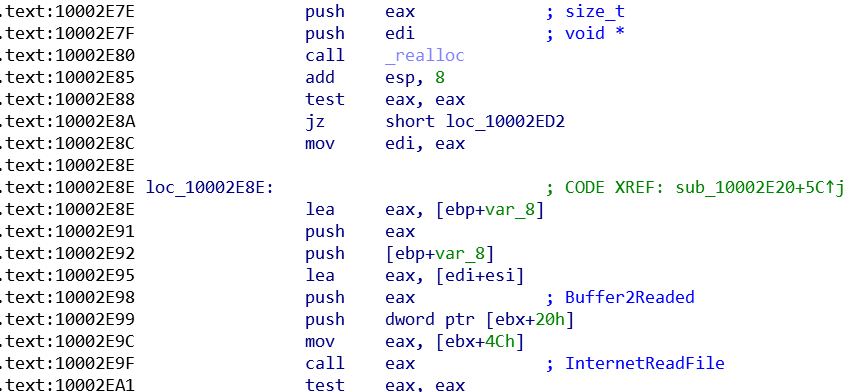 .text:10002E7E push eax ; size_t
.text:10002E7F push edi ; void *
.text:10002E80 call _realloc
.text:10002E85 add esp, 8
.text:10002E88 test eax, eax
.text:10002E8A jz short loc_10002ED2
.text:10002E8C mov edi, eax
.text:10002E8E
.text:10002E8E loc_10002E8E: ; CODE XREF: sub_10002E20+5C↑j
.text:10002E8E lea eax, [ebp+var_8]
.text:10002E91 push eax
.text:10002E92 push [ebp+var_8]
.text:10002E95 lea eax, [edi+esi]
.text:10002E98 push eax ; Buffer2Readed
.text:10002E99 push dword ptr [ebx+20h]
.text:10002E9C mov eax, [ebx+4Ch]
.text:10002E9F call eax ; InternetReadFile
.text:10002EA1 test eax, eax